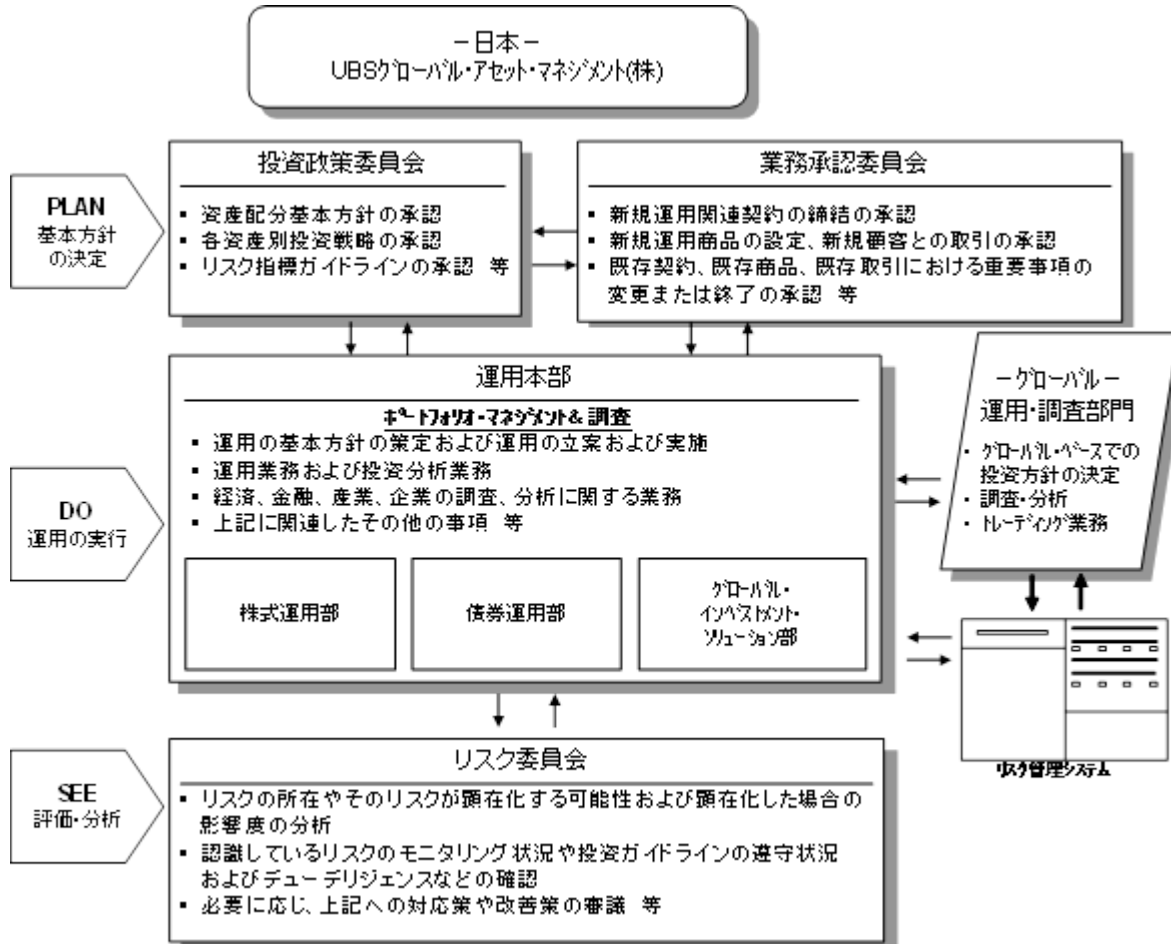 －日本－
UBSｸﾞﾛｰﾊﾞﾙ・ｱｾｯﾄ・ﾏﾈｼﾞﾒﾝﾄ(株)
PLAN
基本方針
の決定
投資政策委員会
▪ 資産配分基本方針の承認
▪ 各資産別投資戦略の承認
▪ リスク指標ガイドラインの承認 等
業務承認委員会
▪ 新規運用関連契約の締結の承認
▪ 新規運用商品の設定、新規顧客との取引の承認
▪ 既存契約、既存商品、既存取引における重要事項の
変更または終了の承認 等
DO
運用の実行
運用本部
ﾎﾟｰﾄﾌｫﾘｵ・ﾏﾈｼﾞﾒﾝﾄ&調査
▪ 運用の基本方針の策定および運用の立案および実施
▪ 運用業務および投資分析業務
▪ 経済、金融、産業、企業の調査、分析に関する業務
▪ 上記に関連したその他の事項 等
株式運用部
債券運用部
ｸﾞﾛｰﾊﾞﾙ・
ｲﾝﾍﾞｽﾄﾒﾝﾄ・
ｿﾘｭｰｼｮﾝ部
－ｸﾞﾛｰﾊﾞﾙ－
運用・調査部門
・ ｸﾞﾛｰﾊﾞﾙ・ﾍﾞｰｽでの
投資方針の決定
・ 調査・分析
・ ﾄﾚｰﾃﾞｨﾝｸﾞ業務
ﾘｽｸ管理ｼｽﾃﾑ
SEE
評価・分析
リスク委員会
▪ リスクの所在やそのリスクが顕在化する可能性および顕在化した場合の
影響度の分析
▪ 認識しているリスクのモニタリング状況や投資ガイドラインの遵守状況
およびデューデリジェンスなどの確認
▪ 必要に応じ、上記への対応策や改善策の審議 等